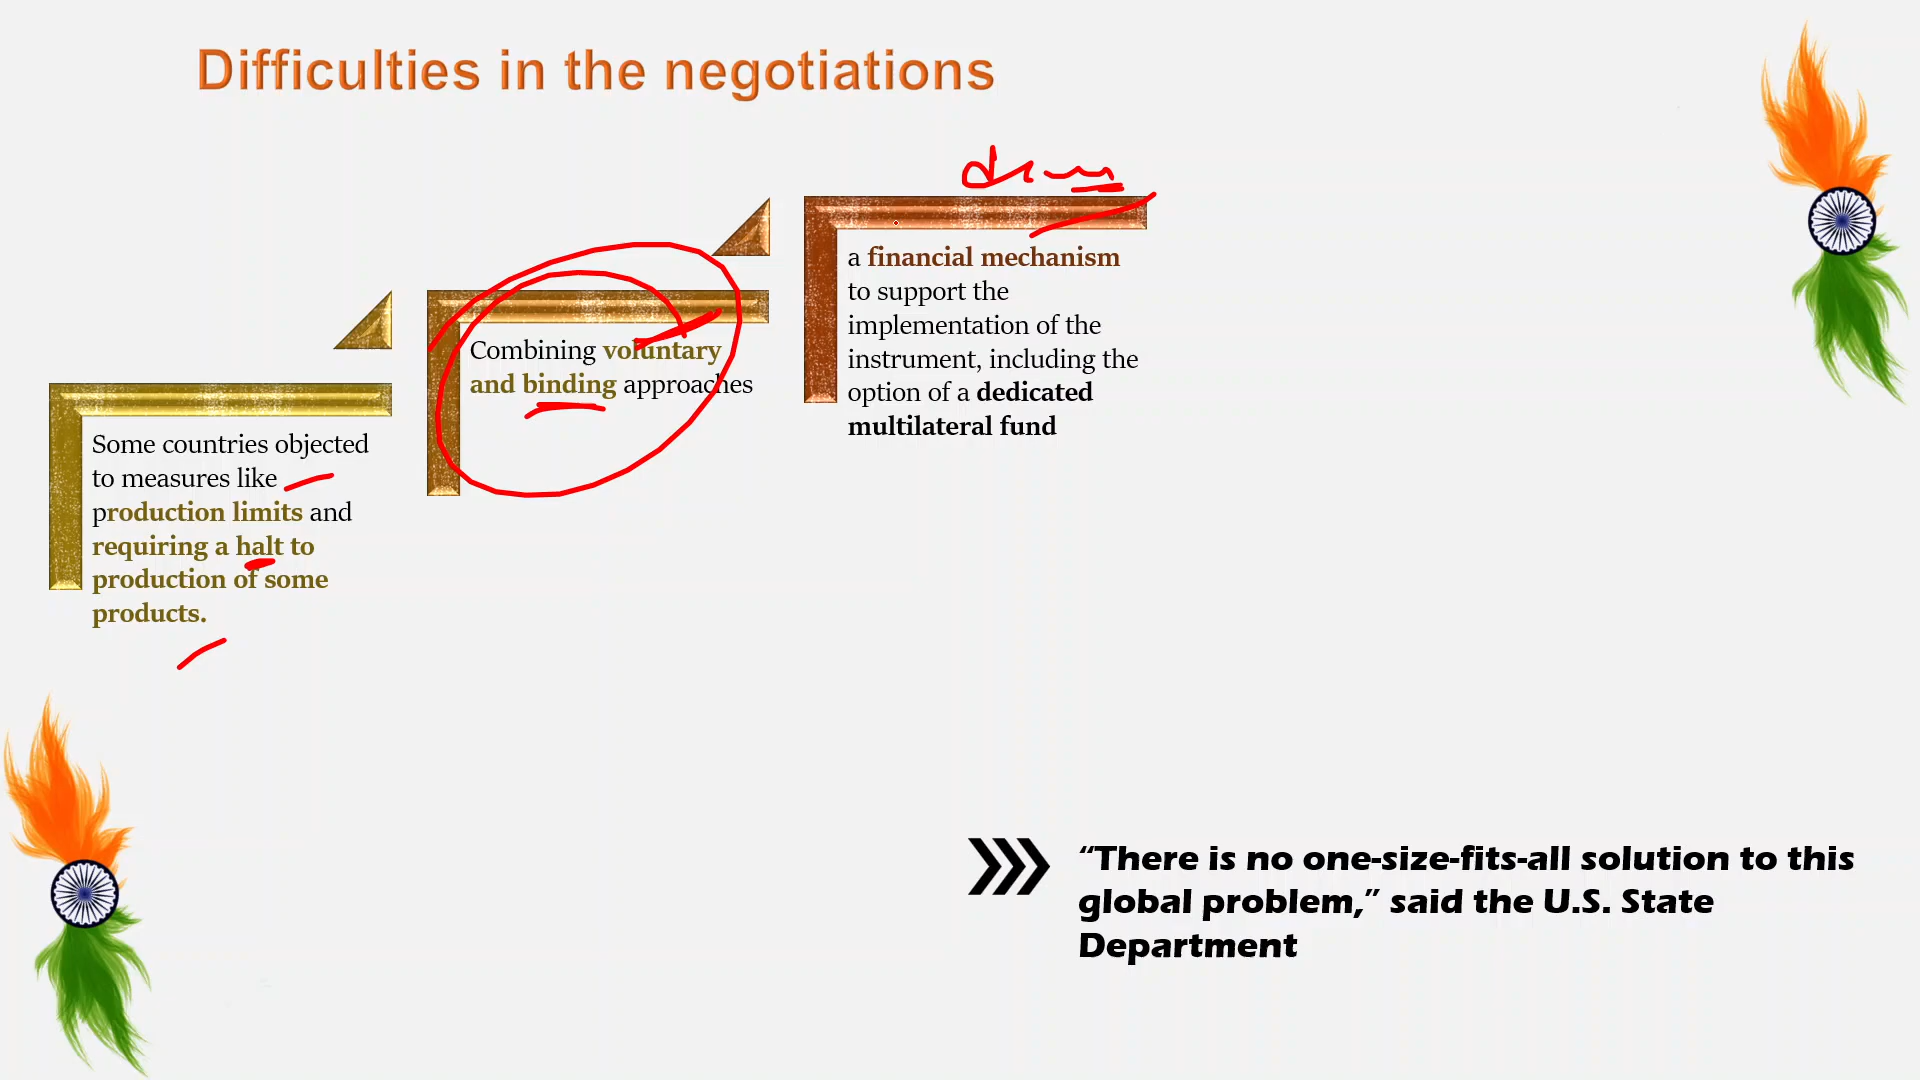 Difficulties in the negotiations
Some countries objected
to measures like
production limits and
requiring a halt to
production of some
products.
Combining voluntary
and binding approaches
a financial mechanism
to support the
implementation of the
instrument, including the
option of a dedicated
multilateral fund
“There is no one-size-fits-all solution to this
global problem,” said the U.S. State
Department